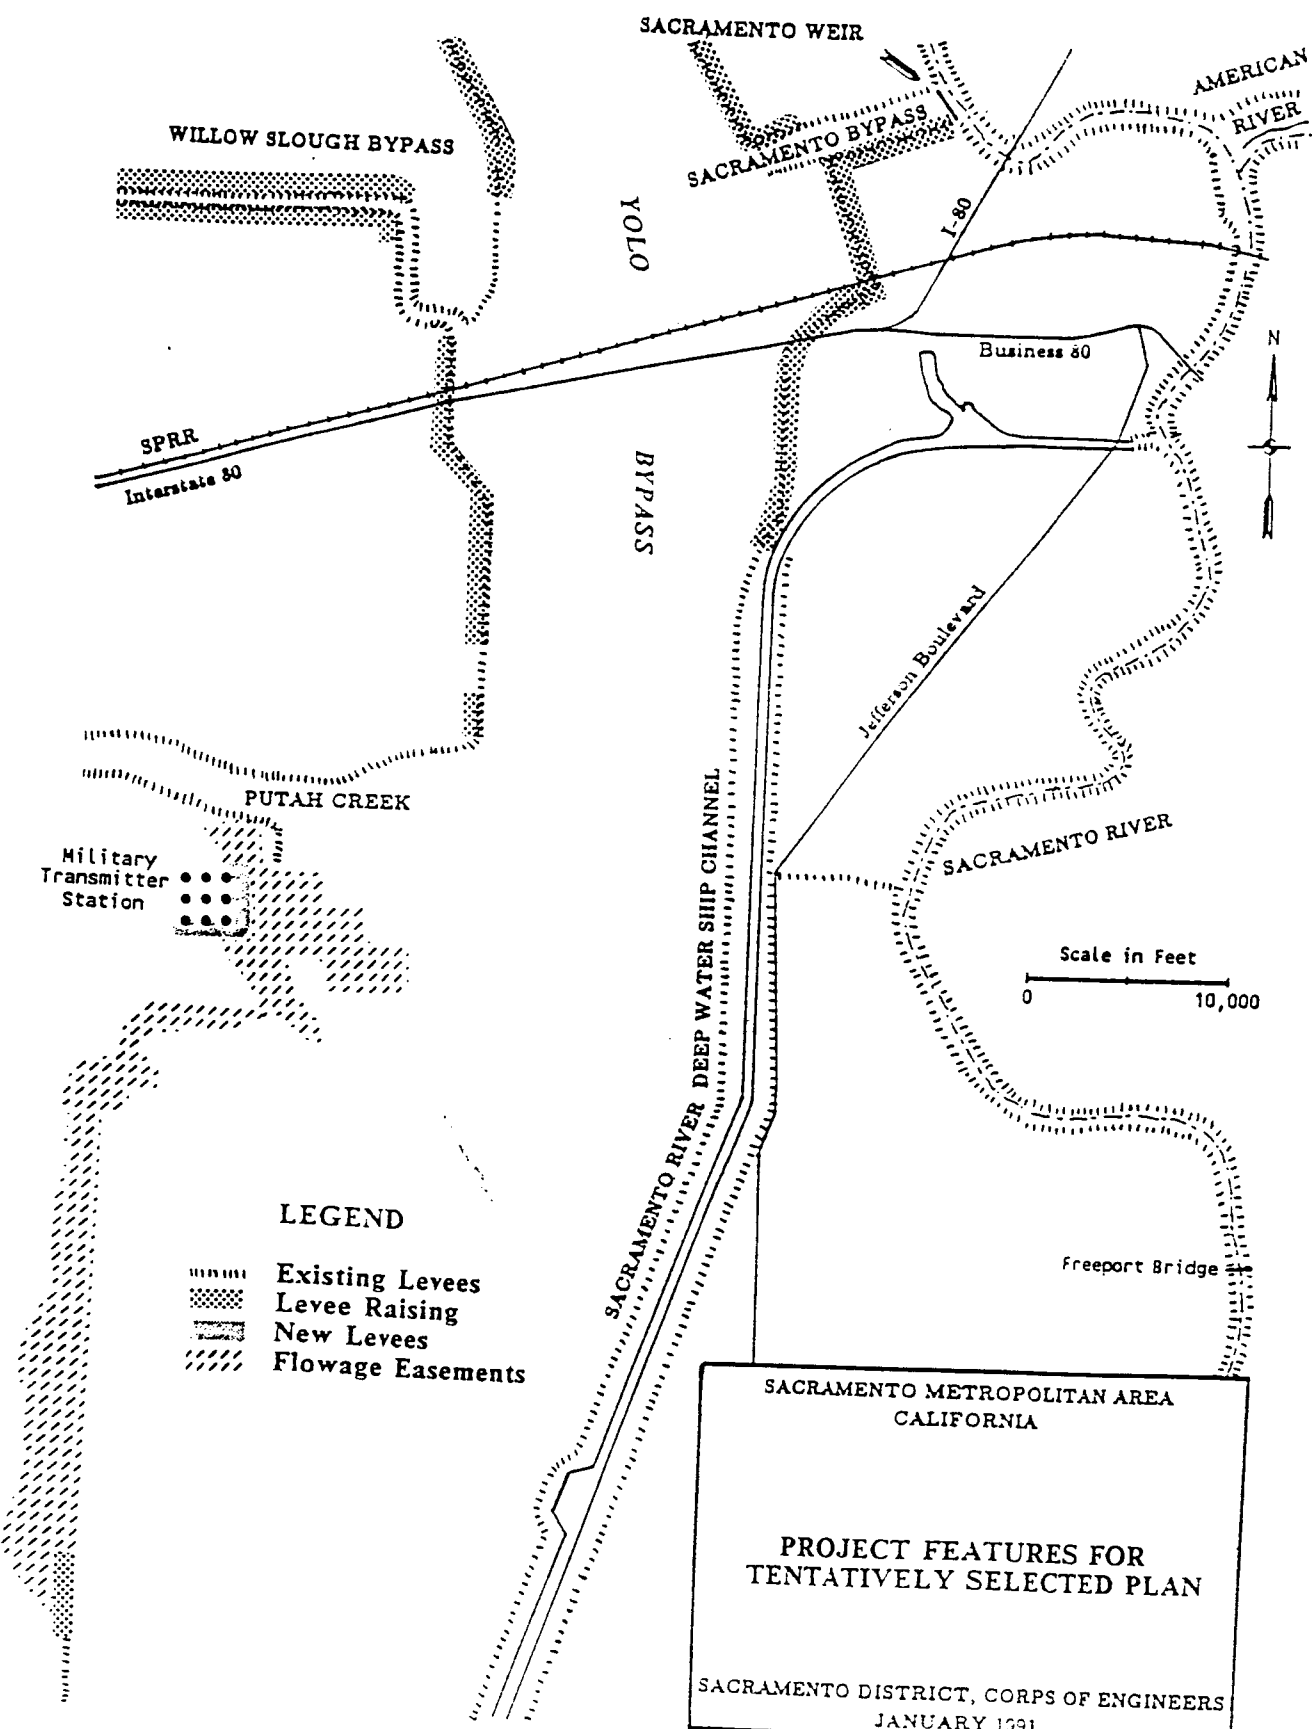 SACRAMENTO WEIR
AMERICAN
RIVER
WILLOW SLOUGH BYPASS
SACRAMENTO BYPASS
YOLO
I-80
Business 80
N
SPRR
Interstate 80
BYPASS
Jefferson Boulevard
PUTAH CREEK
SACRAMENTO RIVER
Military
Transmitter
Station
SACRAMENTO RIVER DEEP WATER SHIP CHANNEL
Scale in Feet
0 10,000
LEGEND
Existing Levees
Levee Raising
New Levees
Flowage Easements
Freeport Bridge
SACRAMENTO METROPOLITAN AREA
CALIFORNIA
PROJECT FEATURES FOR
TENTATIVELY SELECTED PLAN
SACRAMENTO DISTRICT, CORPS OF ENGINEERS
JANUARY 1991